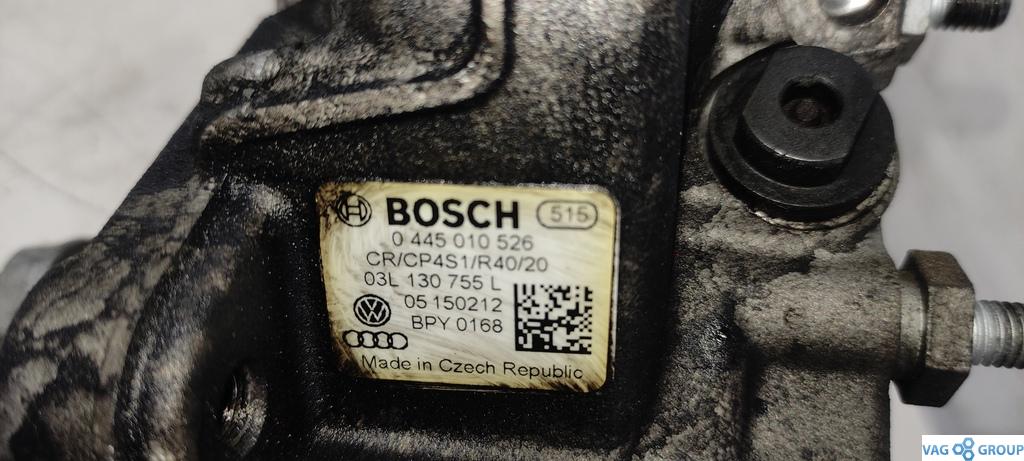 BOSCH 515
0 445 010 526
CR/CP4S1/R40/20
03L 130 755 L
05 150212
BPY 0168
Made in Czech Republic
VAG GROUP